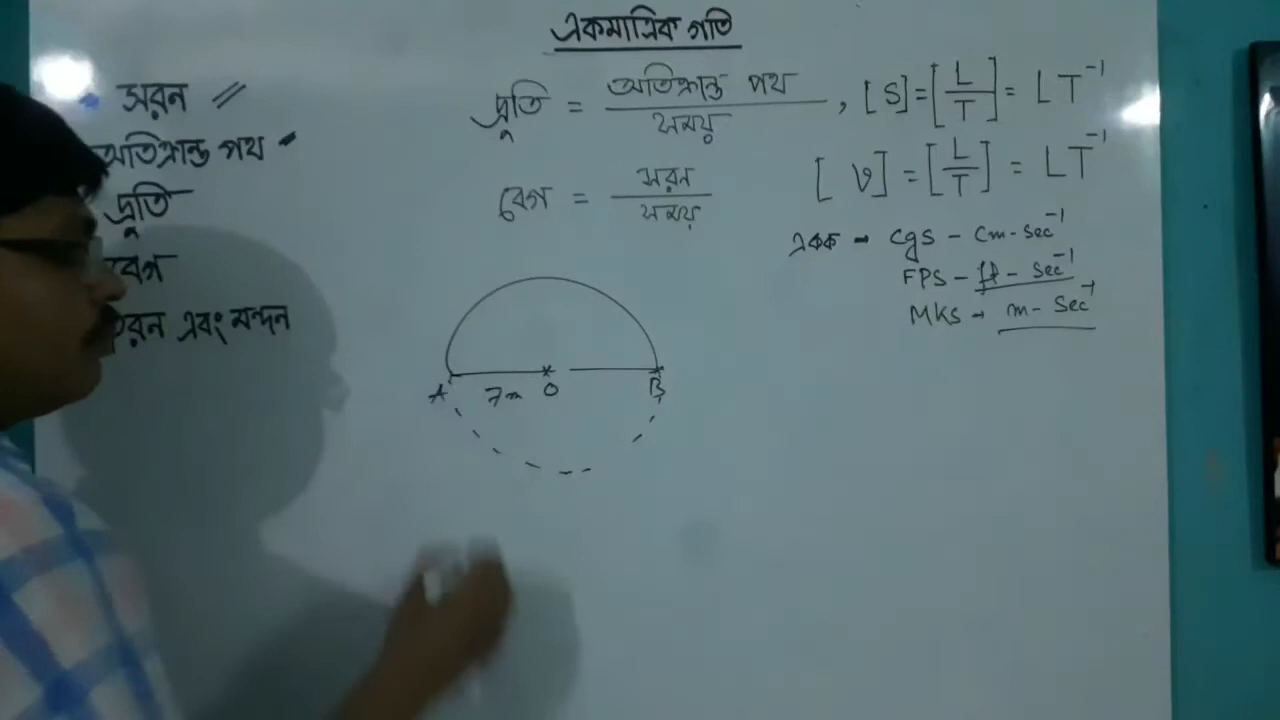 একমাত্রিক গতি
সরন
অতিক্রান্ত পথ
দ্রুতি
বেগ
ত্বরন এবং মন্দন
দ্রুতি = অতিক্রান্ত পথ / সময় , [S] = [L/T] = LT⁻¹
বেগ = সরন / সময় [v] = [L/T] = LT⁻¹
একক - cgs - cm-sec⁻¹
FPS - ft - sec⁻¹
MKS - m - sec⁻¹
A 7m O B